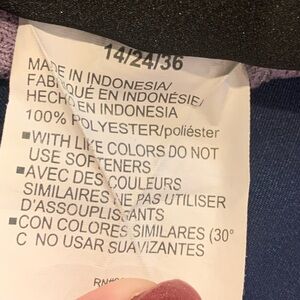 14/24/36
MADE IN INDONESIA/
FABRIQUÉ EN INDONÉSIE/
HECHO EN INDONESIA
100% POLYESTER/poliéster
■WITH LIKE COLORS DO NOT
USE SOFTENERS
■AVEC DES COULEURS
SIMILAIRES NE PAS UTILISER
D'ASSOUPLISSANTS
■CON COLORES SIMILARES (30°
C NO USAR SUAVIZANTES